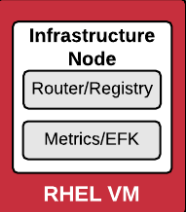 Infrastructure
Node
Router/Registry
Metrics/EFK
RHEL VM